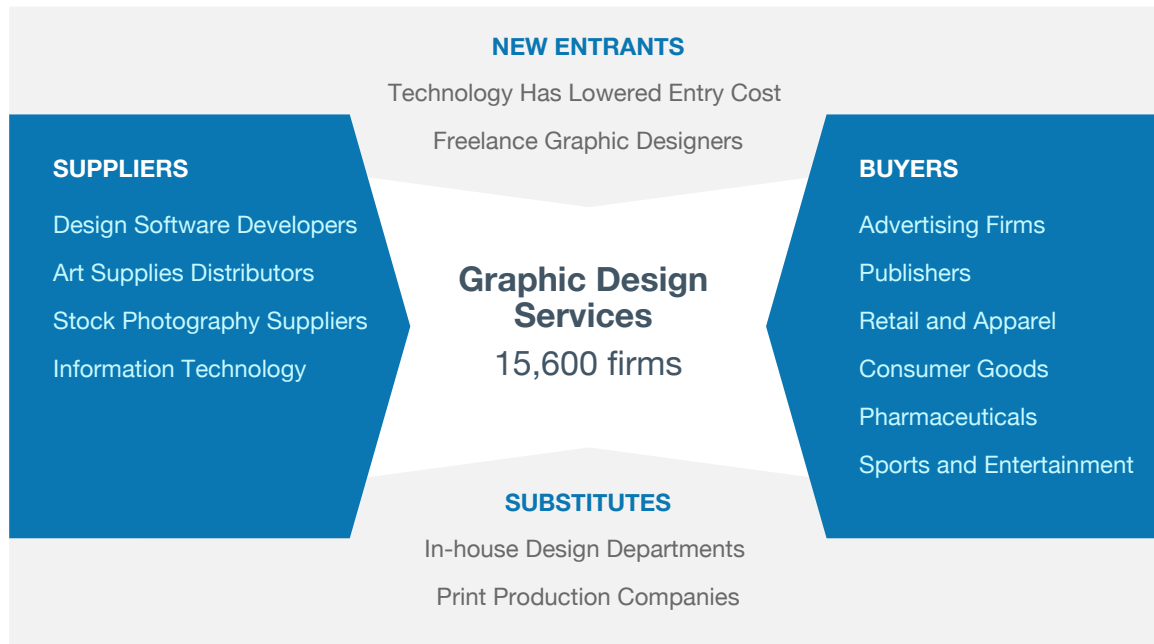 NEW ENTRANTS
Technology Has Lowered Entry Cost
Freelance Graphic Designers
SUPPLIERS
Design Software Developers
Art Supplies Distributors
Stock Photography Suppliers
Information Technology
Graphic Design
Services
15,600 firms
BUYERS
Advertising Firms
Publishers
Retail and Apparel
Consumer Goods
Pharmaceuticals
Sports and Entertainment
SUBSTITUTES
In-house Design Departments
Print Production Companies